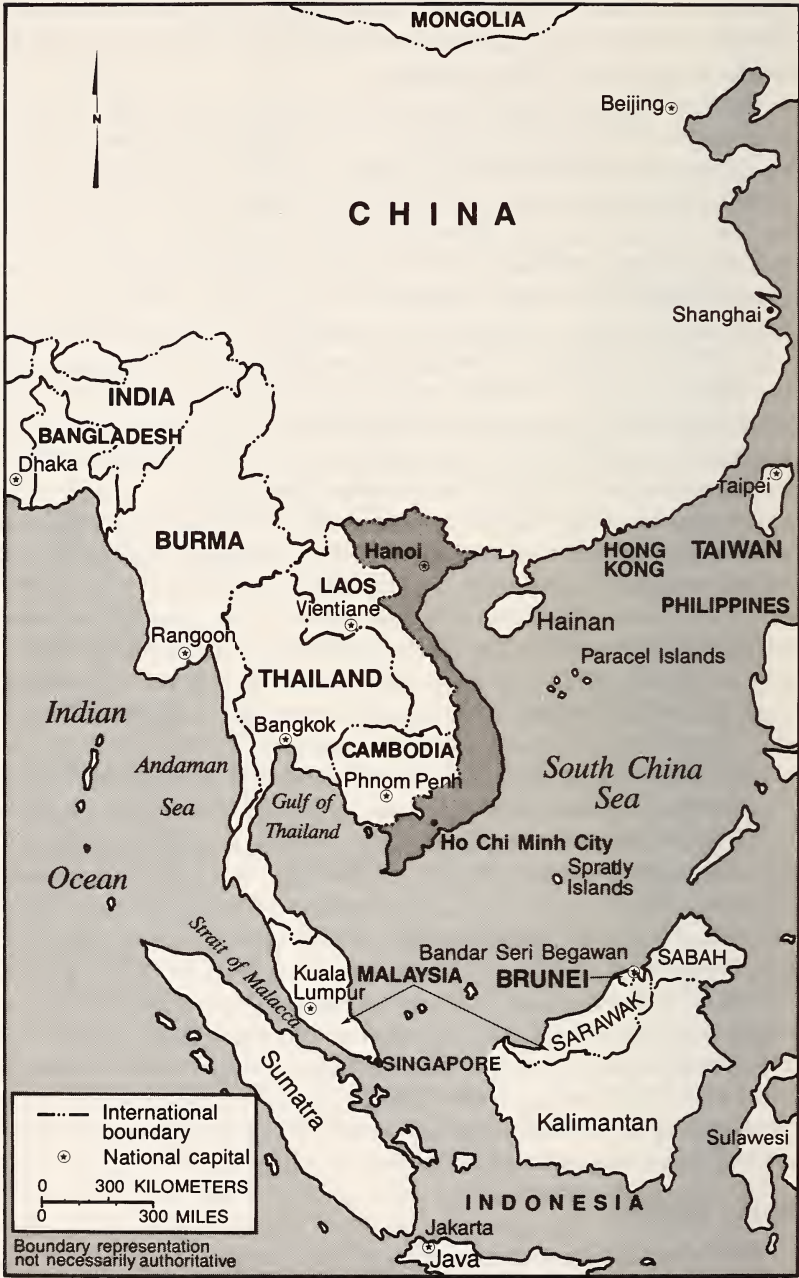 MONGOLIA
Beijing
N
CHINA
Shanghai
INDIA
BANGLADESH
Dhaka
Taipei
BURMA
Hanoi
HONG
KONG
TAIWAN
LAOS
Vientiane
PHILIPPINES
Hainan
Rangoon
Paracel Islands
THAILAND
Indian
Bangkok
CAMBODIA
Andaman
Sea
South China
Sea
Phnom Penh
Gulf of
Thailand
Ho Chi Minh City
Ocean
Spratly
Islands
Strait of Malacca
Bandar Seri Begawan
SABAH
Kuala
Lumpur
MALAYSIA
BRUNEI
SARAWAK
SINGAPORE
Sumatra
Kalimantan
Sulawesi
International
boundary
National capital
0 300 KILOMETERS
0 300 MILES
INDONESIA
Jakarta
Java
Boundary representation
not necessarily authoritative